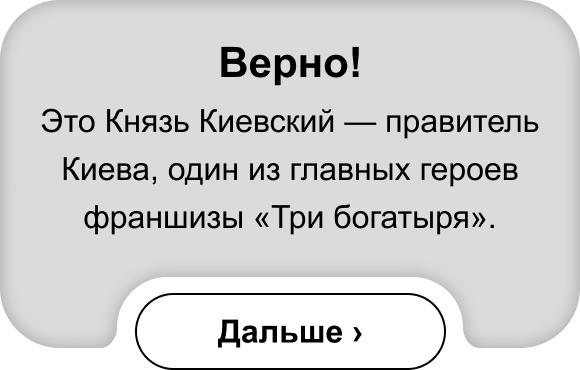 Верно!
Это Князь Киевский — правитель
Киева, один из главных героев
франшизы «Три богатыря».
Дальше ›